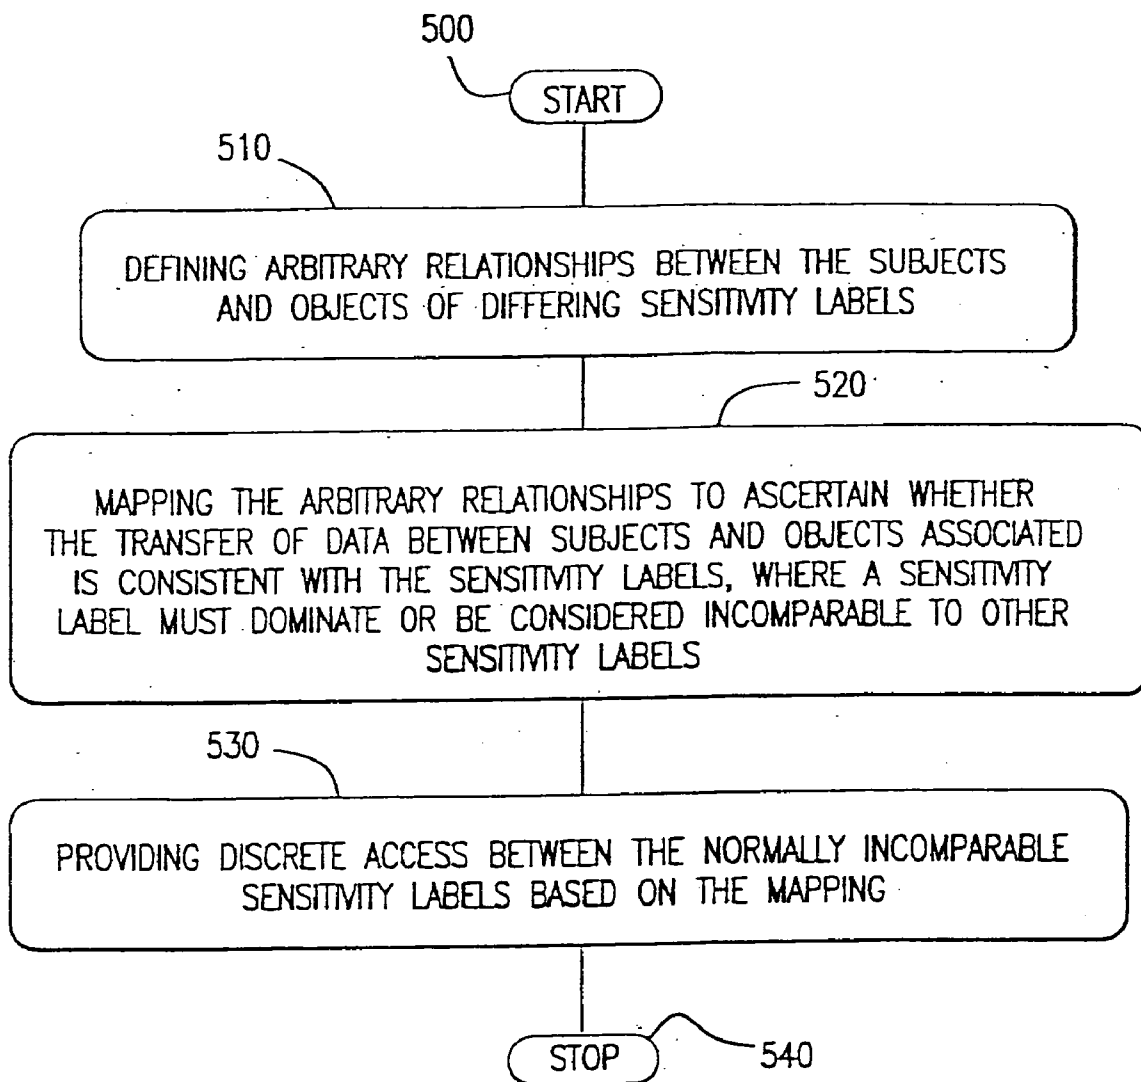 500
START
510
DEFINING ARBITRARY RELATIONSHIPS BETWEEN THE SUBJECTS
AND OBJECTS OF DIFFERING SENSITIVITY LABELS
520
MAPPING THE ARBITRARY RELATIONSHIPS TO ASCERTAIN WHETHER
THE TRANSFER OF DATA BETWEEN SUBJECTS AND OBJECTS ASSOCIATED
IS CONSISTENT WITH THE SENSITIVITY LABELS, WHERE A SENSITIVITY
LABEL MUST DOMINATE OR BE CONSIDERED INCOMPARABLE TO OTHER
SENSITIVITY LABELS
530
PROVIDING DISCRETE ACCESS BETWEEN THE NORMALLY INCOMPARABLE
SENSITIVITY LABELS BASED ON THE MAPPING
STOP
540